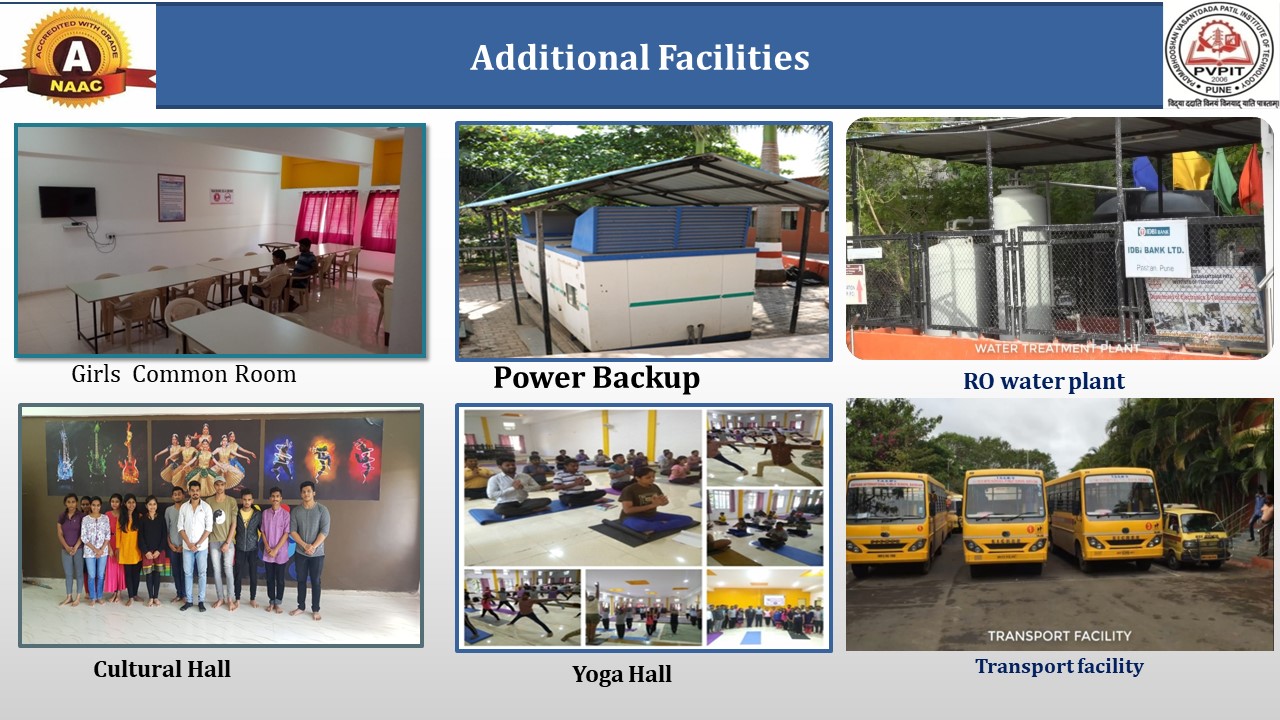 ACCREDITED WITH GRADE
A
NAAC
Additional Facilities
PADMABHOOSHAN VASANTDADA PATIL INSTITUTE OF TECHNOLOGY
PVPIT
2006
PUNE
विद्या ददाति विनयं विनयाद् याति पात्रताम्
Girls Common Room
Power Backup
IDBI BANK
IDBI BANK LTD.
Pashan Pune
WATER TREATMENT PLANT
RO water plant
Cultural Hall
Yoga Hall
TRANSPORT FACILITY
Transport facility